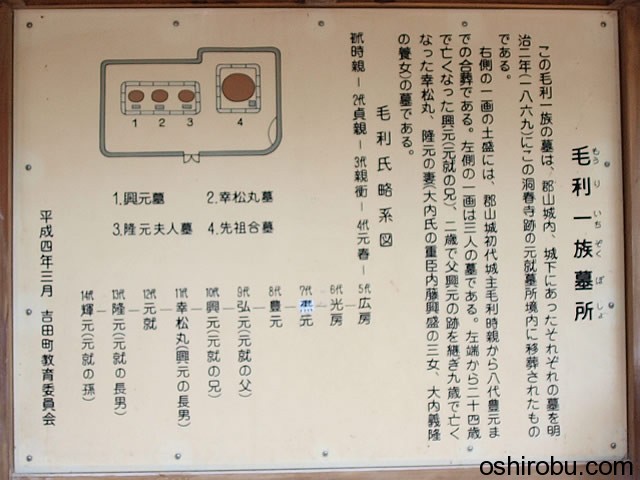 毛利一族墓所
もうりいちぞくぼしょ
この毛利一族の墓は、郡山城内、城下にあったそれぞれの墓を明
治二年(一八六九)にこの洞春寺跡の元就墓所境内に移葬されたもの
である。
右側の一画の土盛には、郡山城初代城主毛利時親から八代豊元ま
での合葬である。左側の一画は三人の墓である。左端から二十四歳
で亡くなった興元(元就の兄)、二歳で父興元の跡を継ぎ九歳で亡く
なった幸松丸、隆元の妻(大内氏の重臣内藤興盛の三女、大内義隆
の養女)の墓である。
毛利氏略系図
初代時親ー2代貞親ー3代親衡ー4代元春ー5代広房
6代光房
7代熙元
8代豊元
9代弘元(元就の父)
10代興元(元就の兄)
11代幸松丸(興元の長男)
12代元就
13代隆元(元就の長男)
14代輝元(元就の孫)
1 2 3 4
1.興元墓 2.幸松丸墓
3.隆元夫人墓 4.先祖合墓
平成四年三月 吉田町教育委員会
oshirobu.com